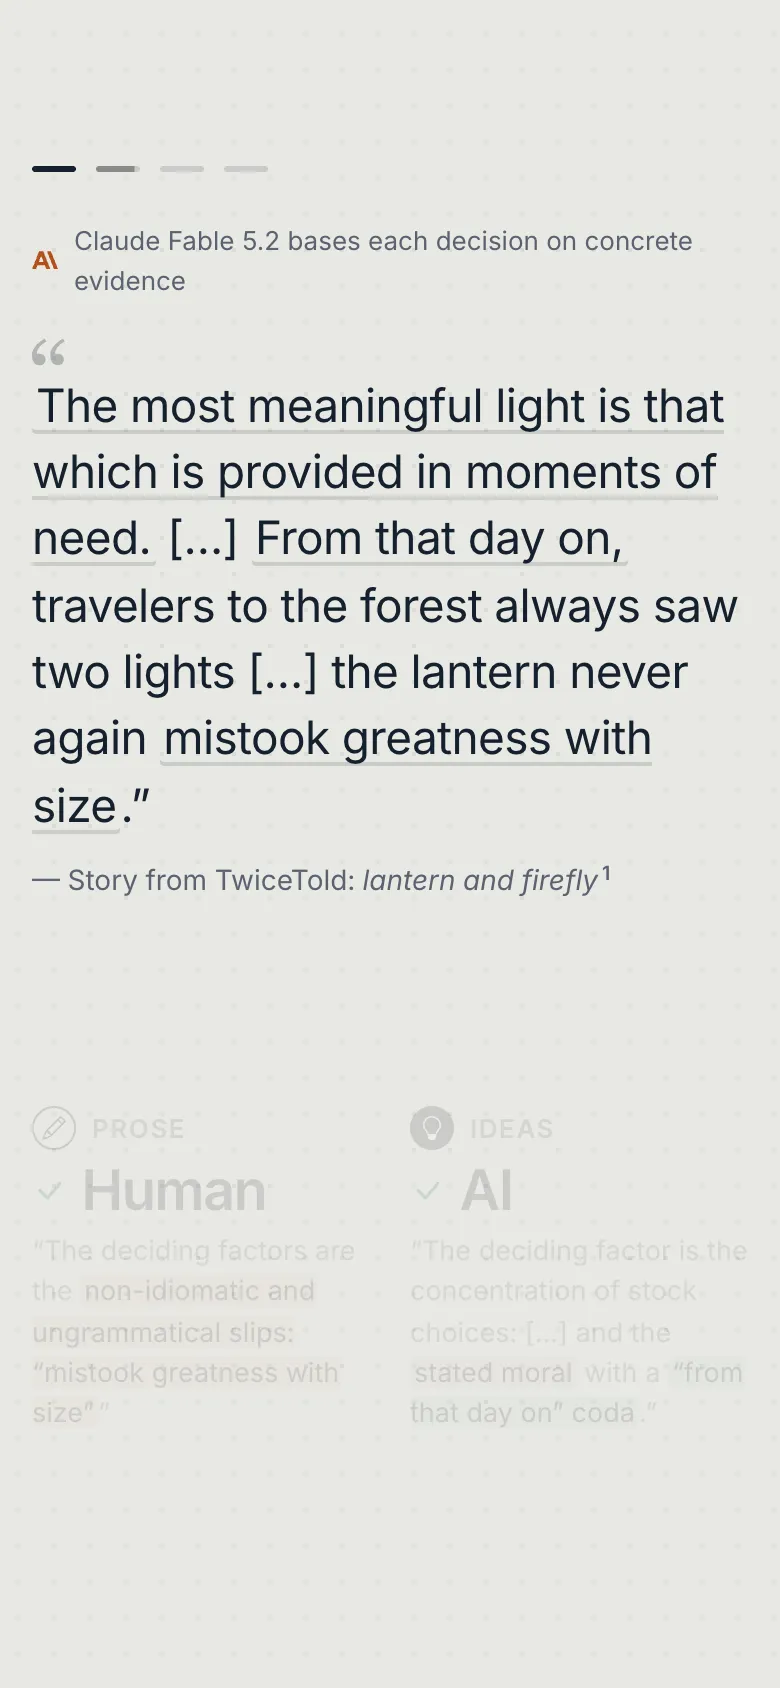 Claude Fable 5.2 bases each decision on concrete
evidence
“
The most meaningful light is that
which is provided in moments of
need. [...] From that day on,
travelers to the forest always saw
two lights [...] the lantern never
again mistook greatness with
size.”
— Story from TwiceTold: lantern and firefly¹
PROSE
Human
“The deciding factors are
the non-idiomatic and
ungrammatical slips:
“mistook greatness with
size””
IDEAS
AI
“The deciding factor is the
concentration of stock
choices: [...] and the
stated moral with a “from
that day on” coda.”